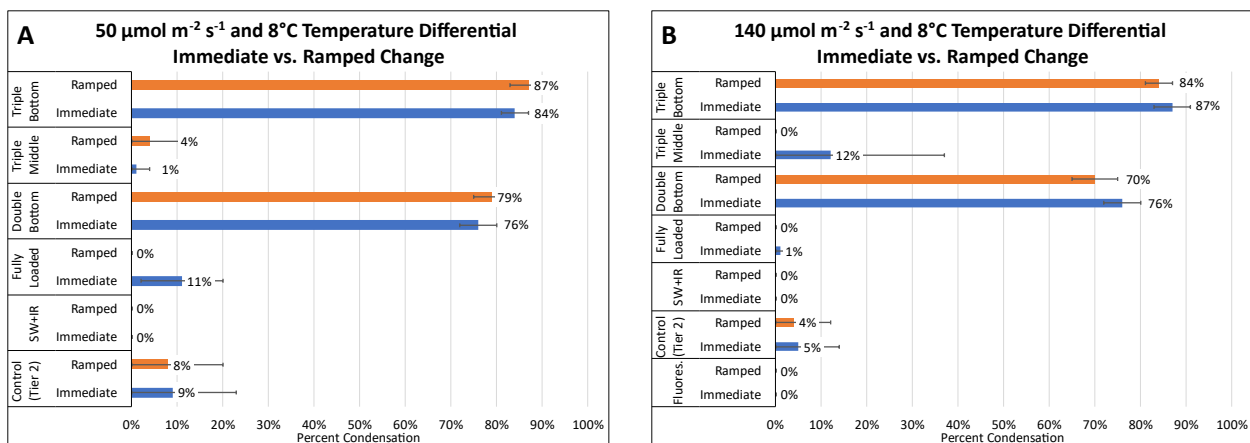 A
50 µmol m⁻² s⁻¹ and 8°C Temperature Differential
Immediate vs. Ramped Change
Triple
Bottom
Ramped
87%
Immediate
84%
Triple
Middle
Ramped
4%
Immediate
1%
Double
Bottom
Ramped
79%
Immediate
76%
Fully
Loaded
Ramped
0%
Immediate
11%
SW+IR
Ramped
0%
Immediate
0%
Control
(Tier 2)
Ramped
8%
Immediate
9%
0% 10% 20% 30% 40% 50% 60% 70% 80% 90% 100%
Percent Condensation
B
140 µmol m⁻² s⁻¹ and 8°C Temperature Differential
Immediate vs. Ramped Change
Triple
Bottom
Ramped
84%
Immediate
87%
Triple
Middle
Ramped
0%
Immediate
12%
Double
Bottom
Ramped
70%
Immediate
76%
Fully
Loaded
Ramped
0%
Immediate
1%
SW+IR
Ramped
0%
Immediate
0%
Control
(Tier 2)
Ramped
4%
Immediate
5%
Fluores.
Ramped
0%
Immediate
0%
0% 10% 20% 30% 40% 50% 60% 70% 80% 90% 100%
Percent Condensation